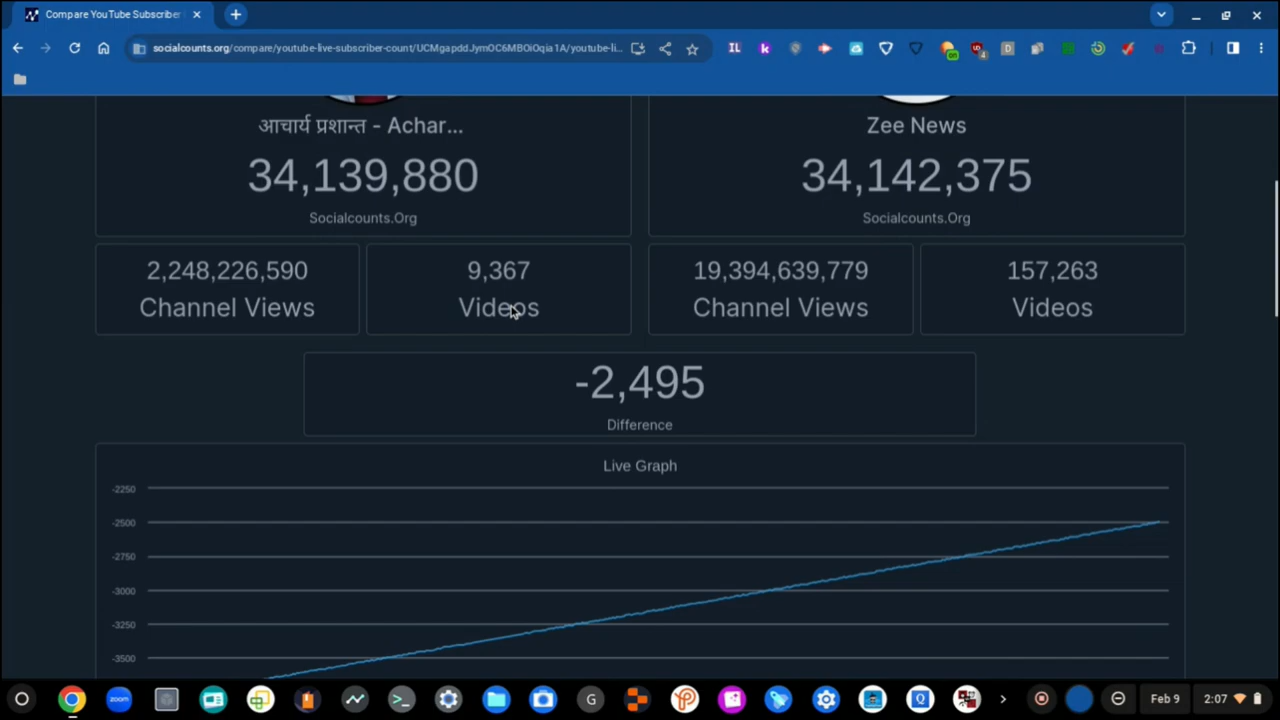 Compare YouTube Subscriber
socialcounts.org/compare/youtube-live-subscriber-count/UCMgapddJymOC6MBOiOqia1A/youtube-li...
आचार्य प्रशान्त - Achar...
34,139,880
Socialcounts.Org
Zee News
34,142,375
Socialcounts.Org
2,248,226,590
Channel Views
9,367
Videos
19,394,639,779
Channel Views
157,263
Videos
-2,495
Difference
Live Graph
-2250
-2500
-2750
-3000
-3250
-3500
zoom
G
Q
Feb 9
2:07